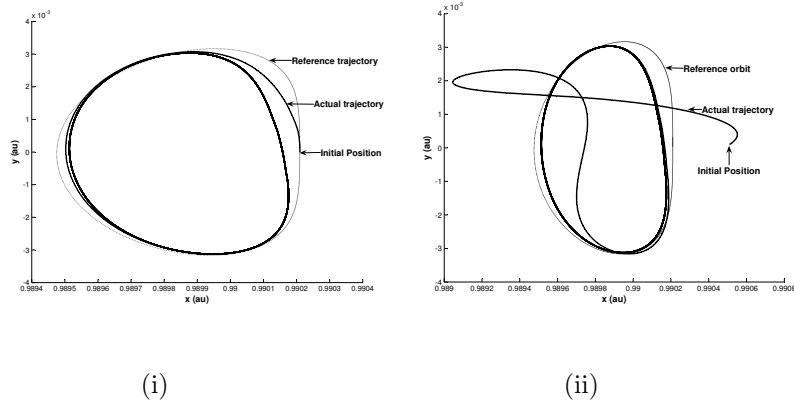 x 10⁻³
4
3
2
1
0
-1
-2
-3
-4
0.9894 0.9895 0.9896 0.9897 0.9898 0.9899 0.99 0.9901 0.9902 0.9903 0.9904
x (au)
y (au)
Reference trajectory
Actual trajectory
Initial Position
(i)
x 10⁻³
4
3
2
1
0
-1
-2
-3
-4
0.989 0.9892 0.9894 0.9896 0.9898 0.99 0.9902 0.9904 0.9906 0.9908
x (au)
y (au)
Reference orbit
Actual trajectory
Initial Position
(ii)